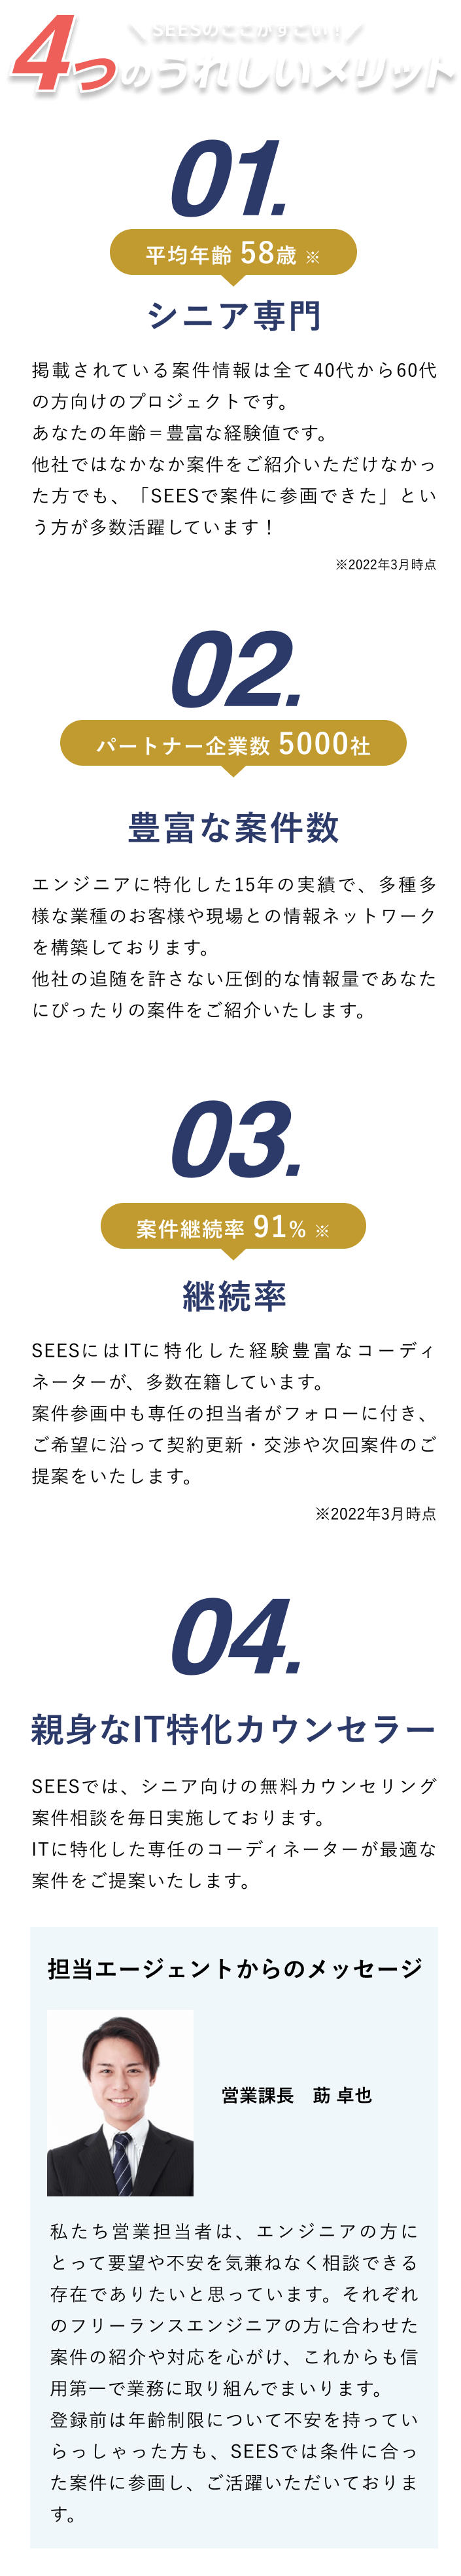 ＼ SEESのここがすごい！／
4つのうれしいメリット
01.
平均年齢 58歳 ※
シニア専門
掲載されている案件情報は全て40代から60代
の方向けのプロジェクトです。
あなたの年齢＝豊富な経験値です。
他社ではなかなか案件をご紹介いただけなかっ
た方でも、「SEESで案件に参画できた」とい
う方が多数活躍しています！
※2022年3月時点
02.
パートナー企業数 5000社
豊富な案件数
エンジニアに特化した15年の実績で、多種多
様な業種のお客様や現場との情報ネットワーク
を構築しております。
他社の追随を許さない圧倒的な情報量であなた
にぴったりの案件をご紹介いたします。
03.
案件継続率 91% ※
継続率
SEESにはITに特化した経験豊富なコーディ
ネーターが、多数在籍しています。
案件参画中も専任の担当者がフォローに付き、
ご希望に沿って契約更新・交渉や次回案件のご
提案をいたします。
※2022年3月時点
04.
親身なIT特化カウンセラー
SEESでは、シニア向けの無料カウンセリング
案件相談を毎日実施しております。
ITに特化した専任のコーディネーターが最適な
案件をご提案いたします。
担当エージェントからのメッセージ
営業課長　莇 卓也
私たち営業担当者は、エンジニアの方に
とって要望や不安を気兼ねなく相談できる
存在でありたいと思っています。それぞれ
のフリーランスエンジニアの方に合わせた
案件の紹介や対応を心がけ、これからも信
用第一で業務に取り組んでまいります。
登録前は年齢制限について不安を持ってい
らっしゃった方も、SEESでは条件に合っ
た案件に参画し、ご活躍いただいておりま
す。